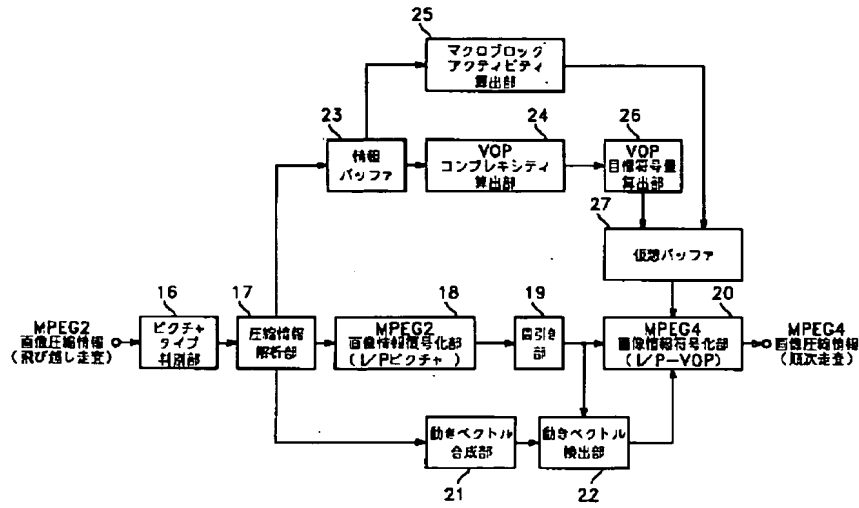 25
マクロブロック
アクティビティ
算出部
23
情報
バッファ
24
VOP
コンプレキシティ
算出部
26
VOP
目標符号量
算出部
27
仮想バッファ
MPEG2
画像圧縮情報
(飛び越し走査)
16
ピクチャ
タイプ
判別部
17
圧縮情報
解析部
18
MPEG2
画像情報復号化部
(I/Pピクチャ)
19
間引き
部
20
MPEG4
画像情報符号化部
(I/P-VOP)
MPEG4
画像圧縮情報
(順次走査)
動きベクトル
合成部
21
動きベクトル
検出部
22